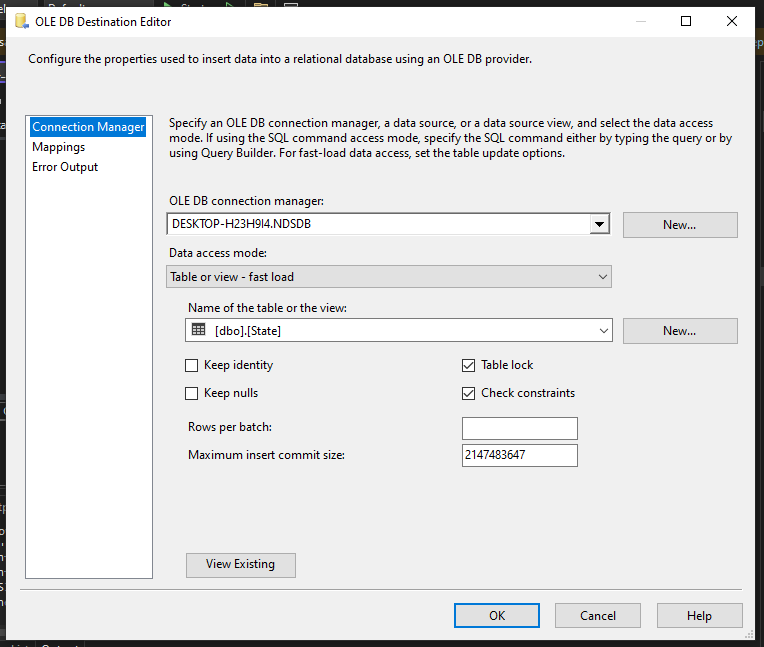 OLE DB Destination Editor
Configure the properties used to insert data into a relational database using an OLE DB provider.
Connection Manager
Mappings
Error Output
Specify an OLE DB connection manager, a data source, or a data source view, and select the data access
mode. If using the SQL command access mode, specify the SQL command either by typing the query or by
using Query Builder. For fast-load data access, set the table update options.
OLE DB connection manager:
DESKTOP-H23H9I4.NDSDB
New...
Data access mode:
Table or view - fast load
Name of the table or the view:
[dbo].[State]
New...
Keep identity
Table lock
Keep nulls
Check constraints
Rows per batch:
Maximum insert commit size:
2147483647
View Existing
OK
Cancel
Help